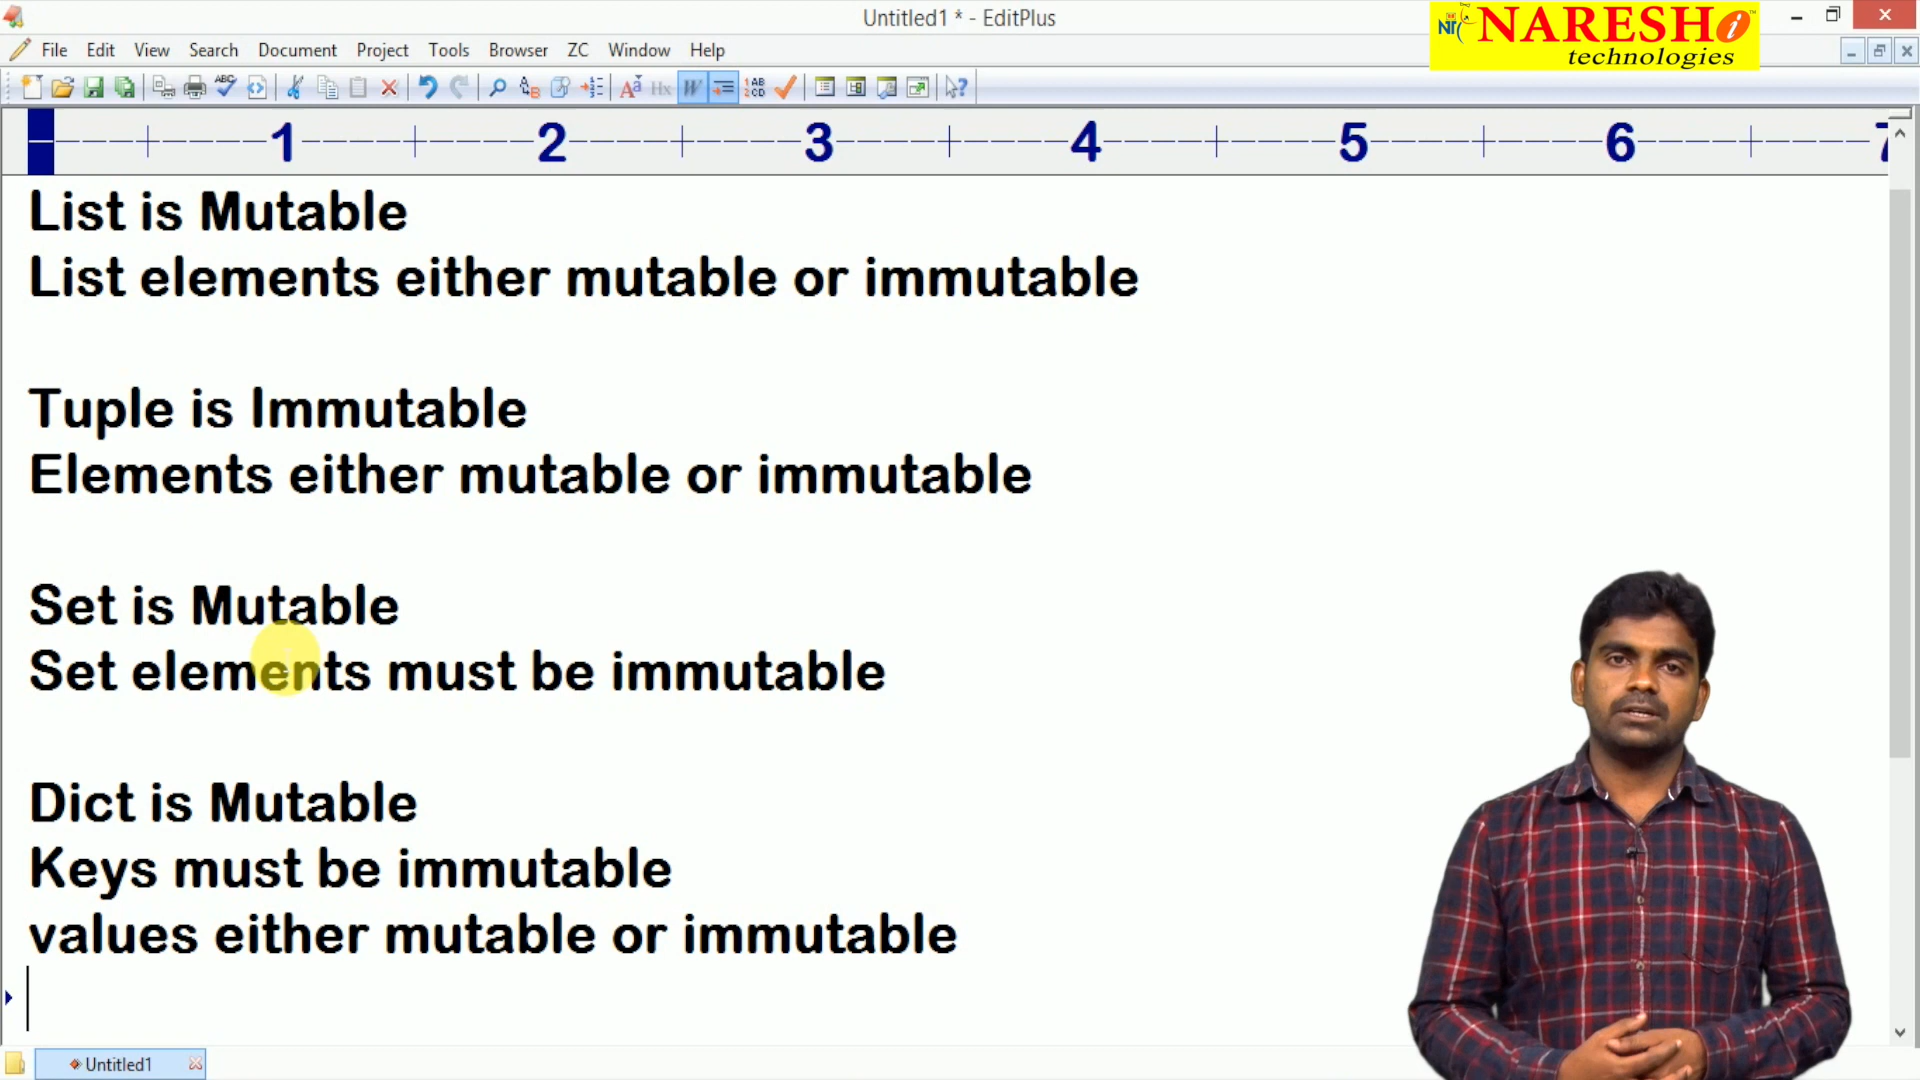 Untitled1 * - EditPlus
NARESH i
technologies
File Edit View Search Document Project Tools Browser ZC Window Help
1 2 3 4 5 6 7
List is Mutable
List elements either mutable or immutable
Tuple is Immutable
Elements either mutable or immutable
Set is Mutable
Set elements must be immutable
Dict is Mutable
Keys must be immutable
values either mutable or immutable
Untitled1